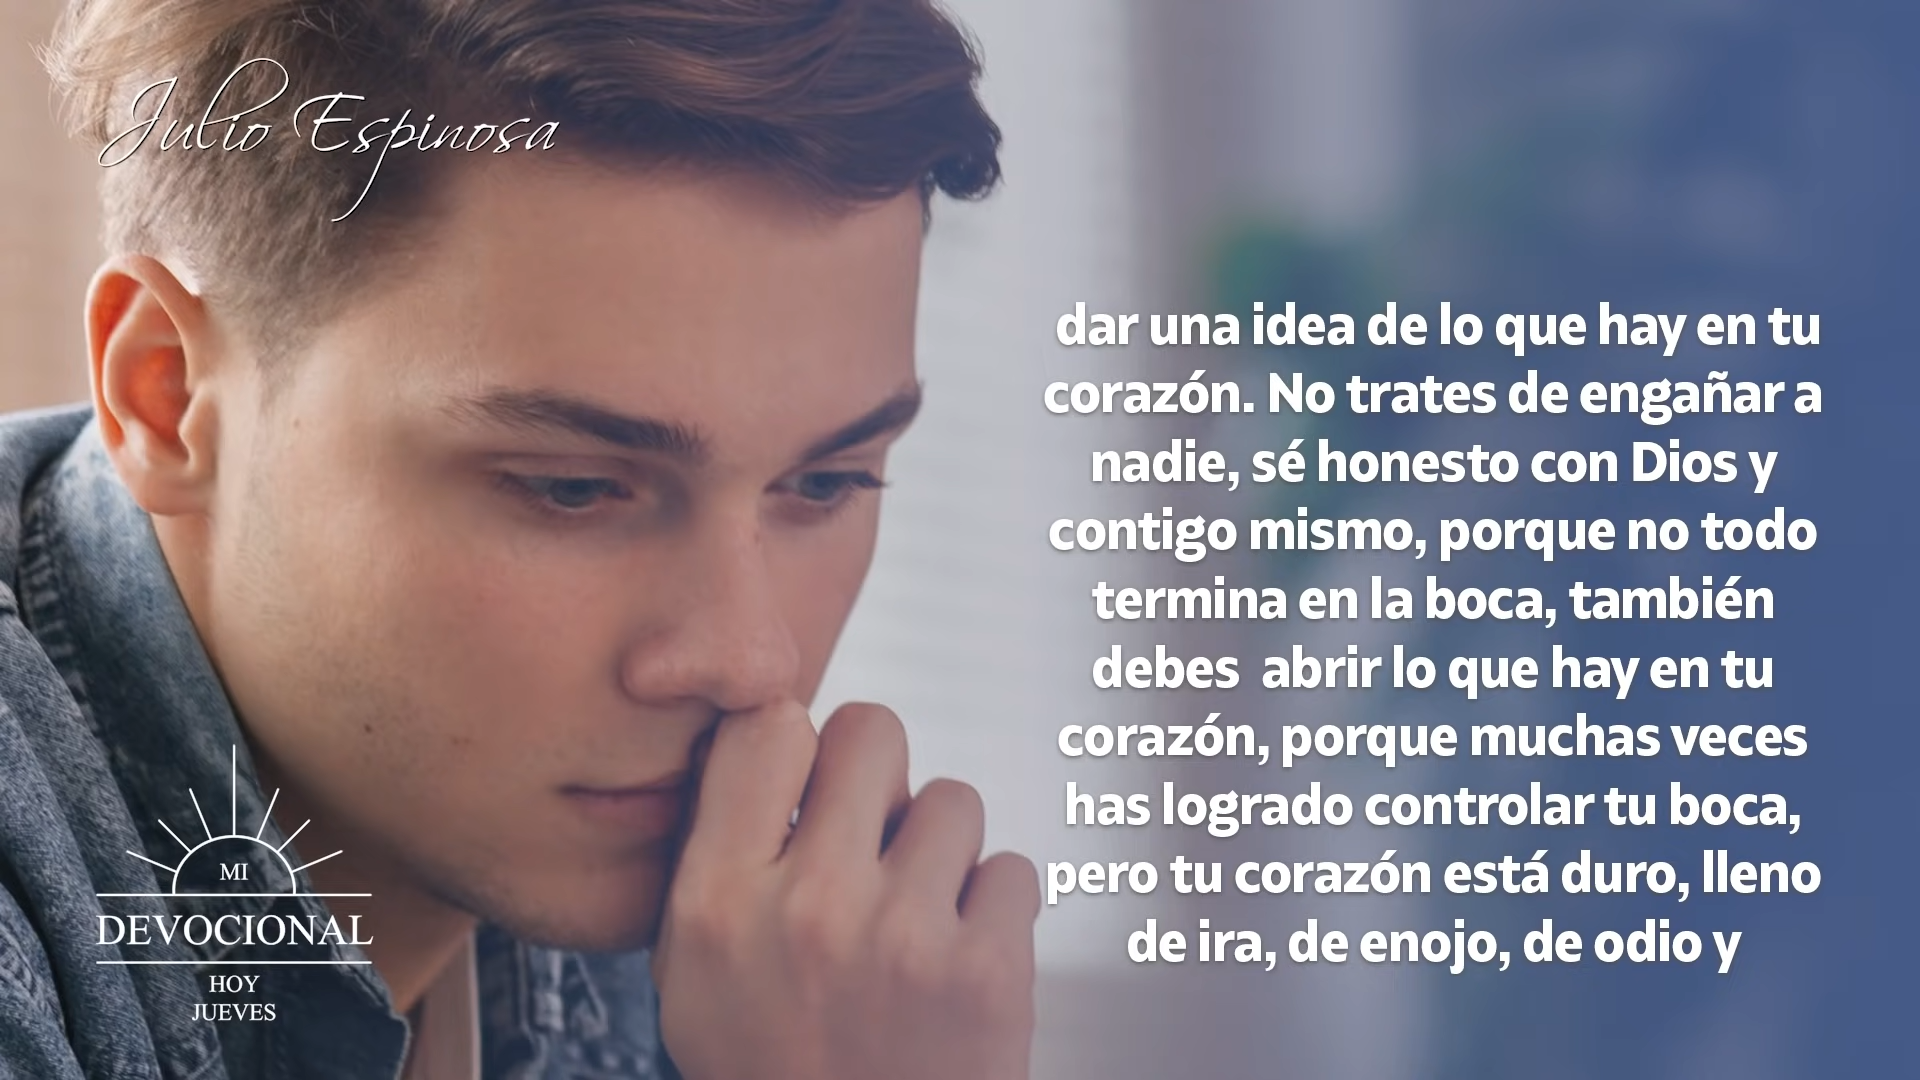 Julio Espinosa
dar una idea de lo que hay en tu
corazón. No trates de engañar a
nadie, sé honesto con Dios y
contigo mismo, porque no todo
termina en la boca, también
debes  abrir lo que hay en tu
corazón, porque muchas veces
has logrado controlar tu boca,
pero tu corazón está duro, lleno
de ira, de enojo, de odio y
MI
DEVOCIONAL
HOY
JUEVES